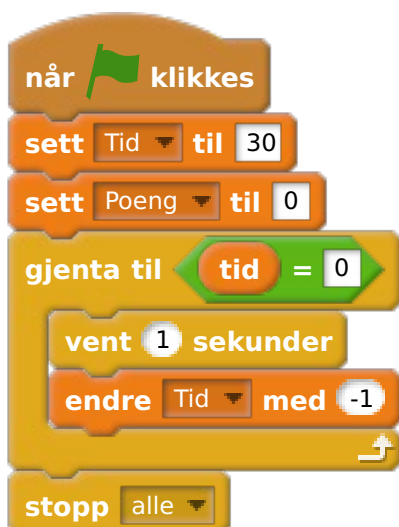 når klikkes
sett Tid til 30
sett Poeng til 0
gjenta til tid = 0
vent 1 sekunder
endre Tid med -1
stopp alle